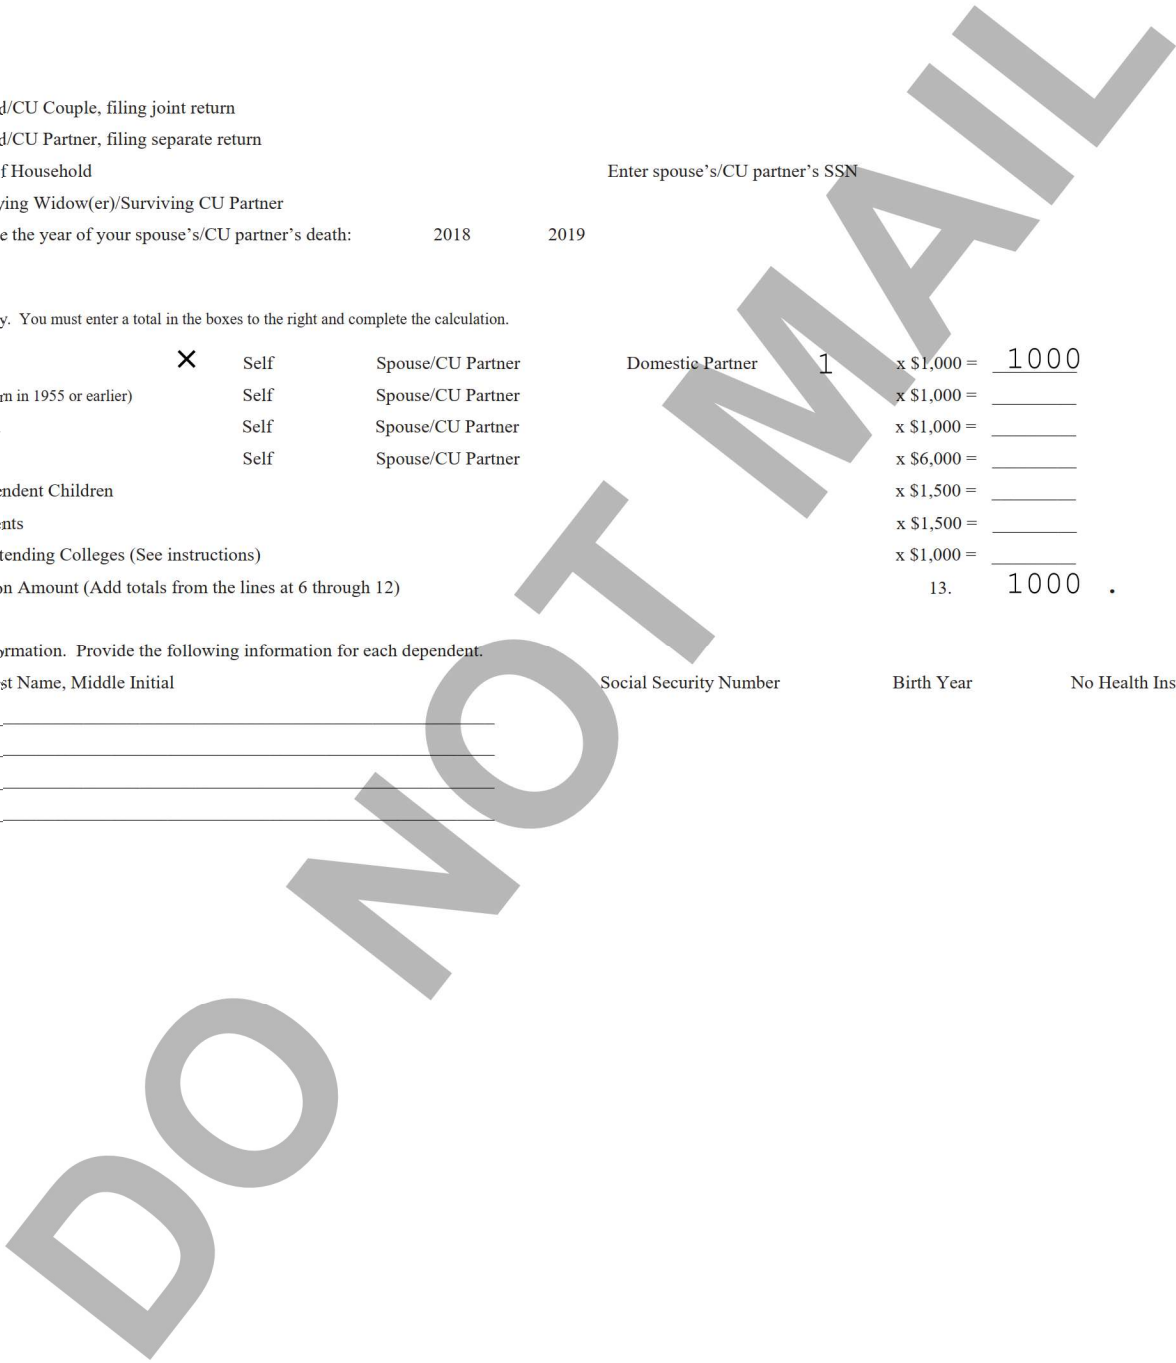 d/CU Couple, filing joint return
d/CU Partner, filing separate return
f Household Enter spouse’s/CU partner’s SSN
ying Widow(er)/Surviving CU Partner
e the year of your spouse’s/CU partner’s death: 2018 2019
y. You must enter a total in the boxes to the right and complete the calculation.
× Self Spouse/CU Partner Domestic Partner 1 x $1,000 = 1000
rn in 1955 or earlier) Self Spouse/CU Partner x $1,000 =
Self Spouse/CU Partner x $1,000 =
Self Spouse/CU Partner x $6,000 =
endent Children x $1,500 =
ents x $1,500 =
tending Colleges (See instructions) x $1,000 =
on Amount (Add totals from the lines at 6 through 12) 13. 1000 .
ormation. Provide the following information for each dependent.
st Name, Middle Initial Social Security Number Birth Year No Health Ins
DO NOT MAIL